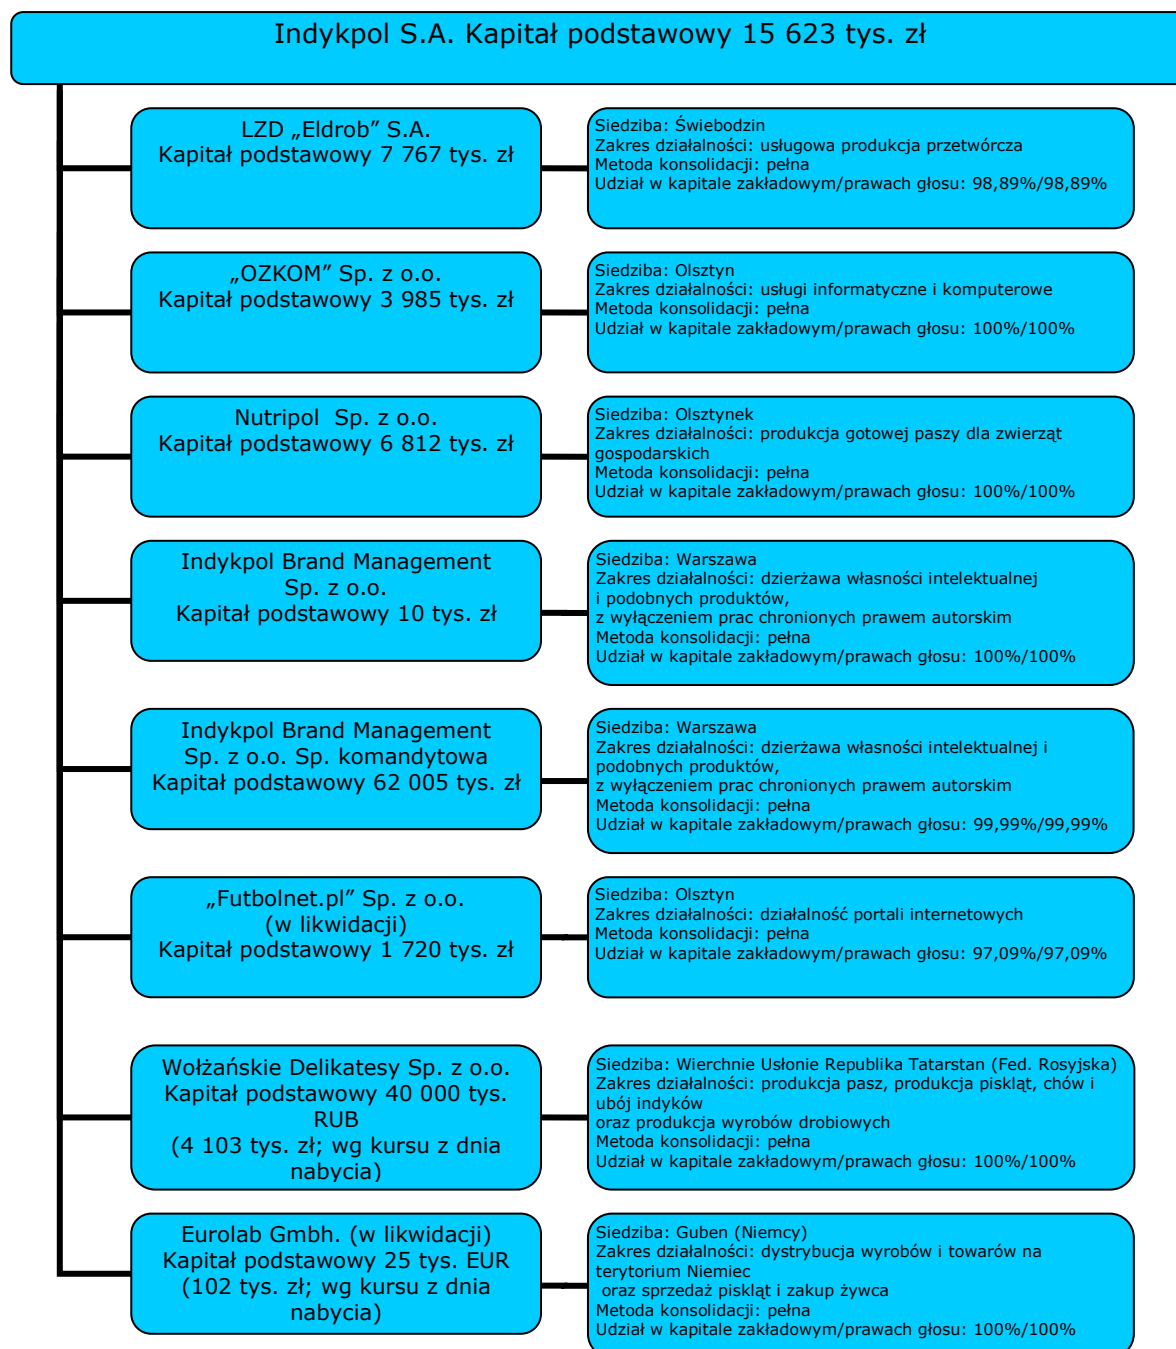 Indykpol S.A. Kapitał podstawowy 15 623 tys. zł
LZD „Eldrob” S.A.
Kapitał podstawowy 7 767 tys. zł
Siedziba: Świebodzin
Zakres działalności: usługowa produkcja przetwórcza
Metoda konsolidacji: pełna
Udział w kapitale zakładowym/prawach głosu: 98,89%/98,89%
„OZKOM” Sp. z o.o.
Kapitał podstawowy 3 985 tys. zł
Siedziba: Olsztyn
Zakres działalności: usługi informatyczne i komputerowe
Metoda konsolidacji: pełna
Udział w kapitale zakładowym/prawach głosu: 100%/100%
Nutripol Sp. z o.o.
Kapitał podstawowy 6 812 tys. zł
Siedziba: Olsztynek
Zakres działalności: produkcja gotowej paszy dla zwierząt
gospodarskich
Metoda konsolidacji: pełna
Udział w kapitale zakładowym/prawach głosu: 100%/100%
Indykpol Brand Management
Sp. z o.o.
Kapitał podstawowy 10 tys. zł
Siedziba: Warszawa
Zakres działalności: dzierżawa własności intelektualnej
i podobnych produktów,
z wyłączeniem prac chronionych prawem autorskim
Metoda konsolidacji: pełna
Udział w kapitale zakładowym/prawach głosu: 100%/100%
Indykpol Brand Management
Sp. z o.o. Sp. komandytowa
Kapitał podstawowy 62 005 tys. zł
Siedziba: Warszawa
Zakres działalności: dzierżawa własności intelektualnej i
podobnych produktów,
z wyłączeniem prac chronionych prawem autorskim
Metoda konsolidacji: pełna
Udział w kapitale zakładowym/prawach głosu: 99,99%/99,99%
„Futbolnet.pl” Sp. z o.o.
(w likwidacji)
Kapitał podstawowy 1 720 tys. zł
Siedziba: Olsztyn
Zakres działalności: działalność portali internetowych
Metoda konsolidacji: pełna
Udział w kapitale zakładowym/prawach głosu: 97,09%/97,09%
Wołżańskie Delikatesy Sp. z o.o.
Kapitał podstawowy 40 000 tys.
RUB
(4 103 tys. zł; wg kursu z dnia
nabycia)
Siedziba: Wierchnie Usłonie Republika Tatarstan (Fed. Rosyjska)
Zakres działalności: produkcja pasz, produkcja piskląt, chów i
ubój indyków
oraz produkcja wyrobów drobiowych
Metoda konsolidacji: pełna
Udział w kapitale zakładowym/prawach głosu: 100%/100%
Eurolab Gmbh. (w likwidacji)
Kapitał podstawowy 25 tys. EUR
(102 tys. zł; wg kursu z dnia
nabycia)
Siedziba: Guben (Niemcy)
Zakres działalności: dystrybucja wyrobów i towarów na
terytorium Niemiec
oraz sprzedaż piskląt i zakup żywca
Metoda konsolidacji: pełna
Udział w kapitale zakładowym/prawach głosu: 100%/100%